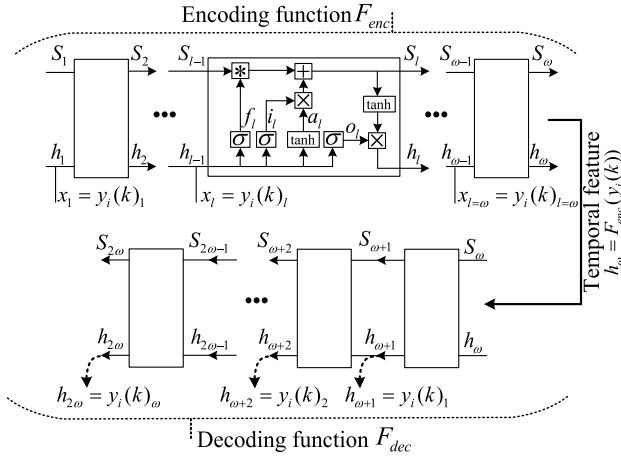 Encoding function F_enc
S_1 S_2 S_{l-1} S_l S_{ω-1} S_ω
* + 
×
tanh
f_l i_l a_l o_l
σ σ tanh σ ×
••• •••
h_1 h_2 h_{l-1} h_l h_{ω-1} h_ω
x_1 = y_i(k)_1 x_l = y_i(k)_l x_{l=ω} = y_i(k)_{l=ω}
Temporal feature
h_ω = F_enc(y_i(k))
S_{2ω} S_{2ω-1} S_{ω+2} S_{ω+1} S_ω
•••
h_{2ω} h_{2ω-1} h_{ω+2} h_{ω+1} h_ω
h_{2ω} = y_i(k)_ω h_{ω+2} = y_i(k)_2 h_{ω+1} = y_i(k)_1
Decoding function F_dec